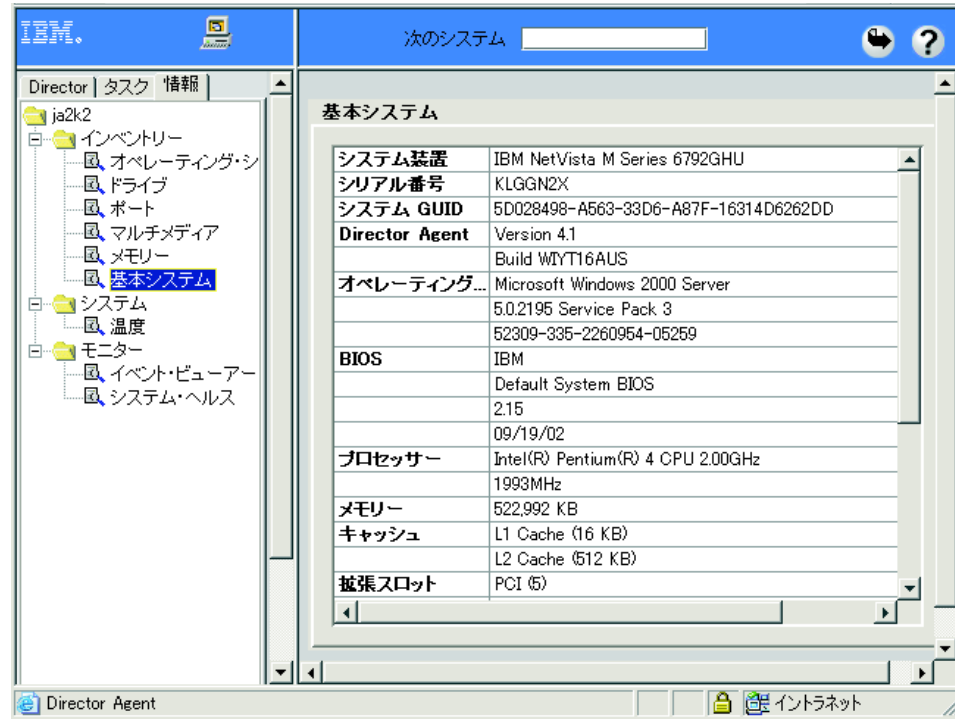 IBM.
次のシステム
?
Director | タスク 情報
ja2k2
インベントリー
オペレーティング・シ
ドライブ
ポート
マルチメディア
メモリー
基本システム
システム
温度
モニター
イベント・ビューアー
システム・ヘルス
基本システム
システム装置 IBM NetVista M Series 6792GHU
シリアル番号 KLGGN2X
システム GUID 5D028498-A563-33D6-A87F-16314D6262DD
Director Agent Version 4.1
Build WIYT16AUS
オペレーティング... Microsoft Windows 2000 Server
5.0.2195 Service Pack 3
52309-335-2260954-05259
BIOS IBM
Default System BIOS
2.15
09/19/02
プロセッサー Intel(R) Pentium(R) 4 CPU 2.00GHz
1993MHz
メモリー 522,992 KB
キャッシュ L1 Cache (16 KB)
L2 Cache (512 KB)
拡張スロット PCI (5)
Director Agent
イントラネット